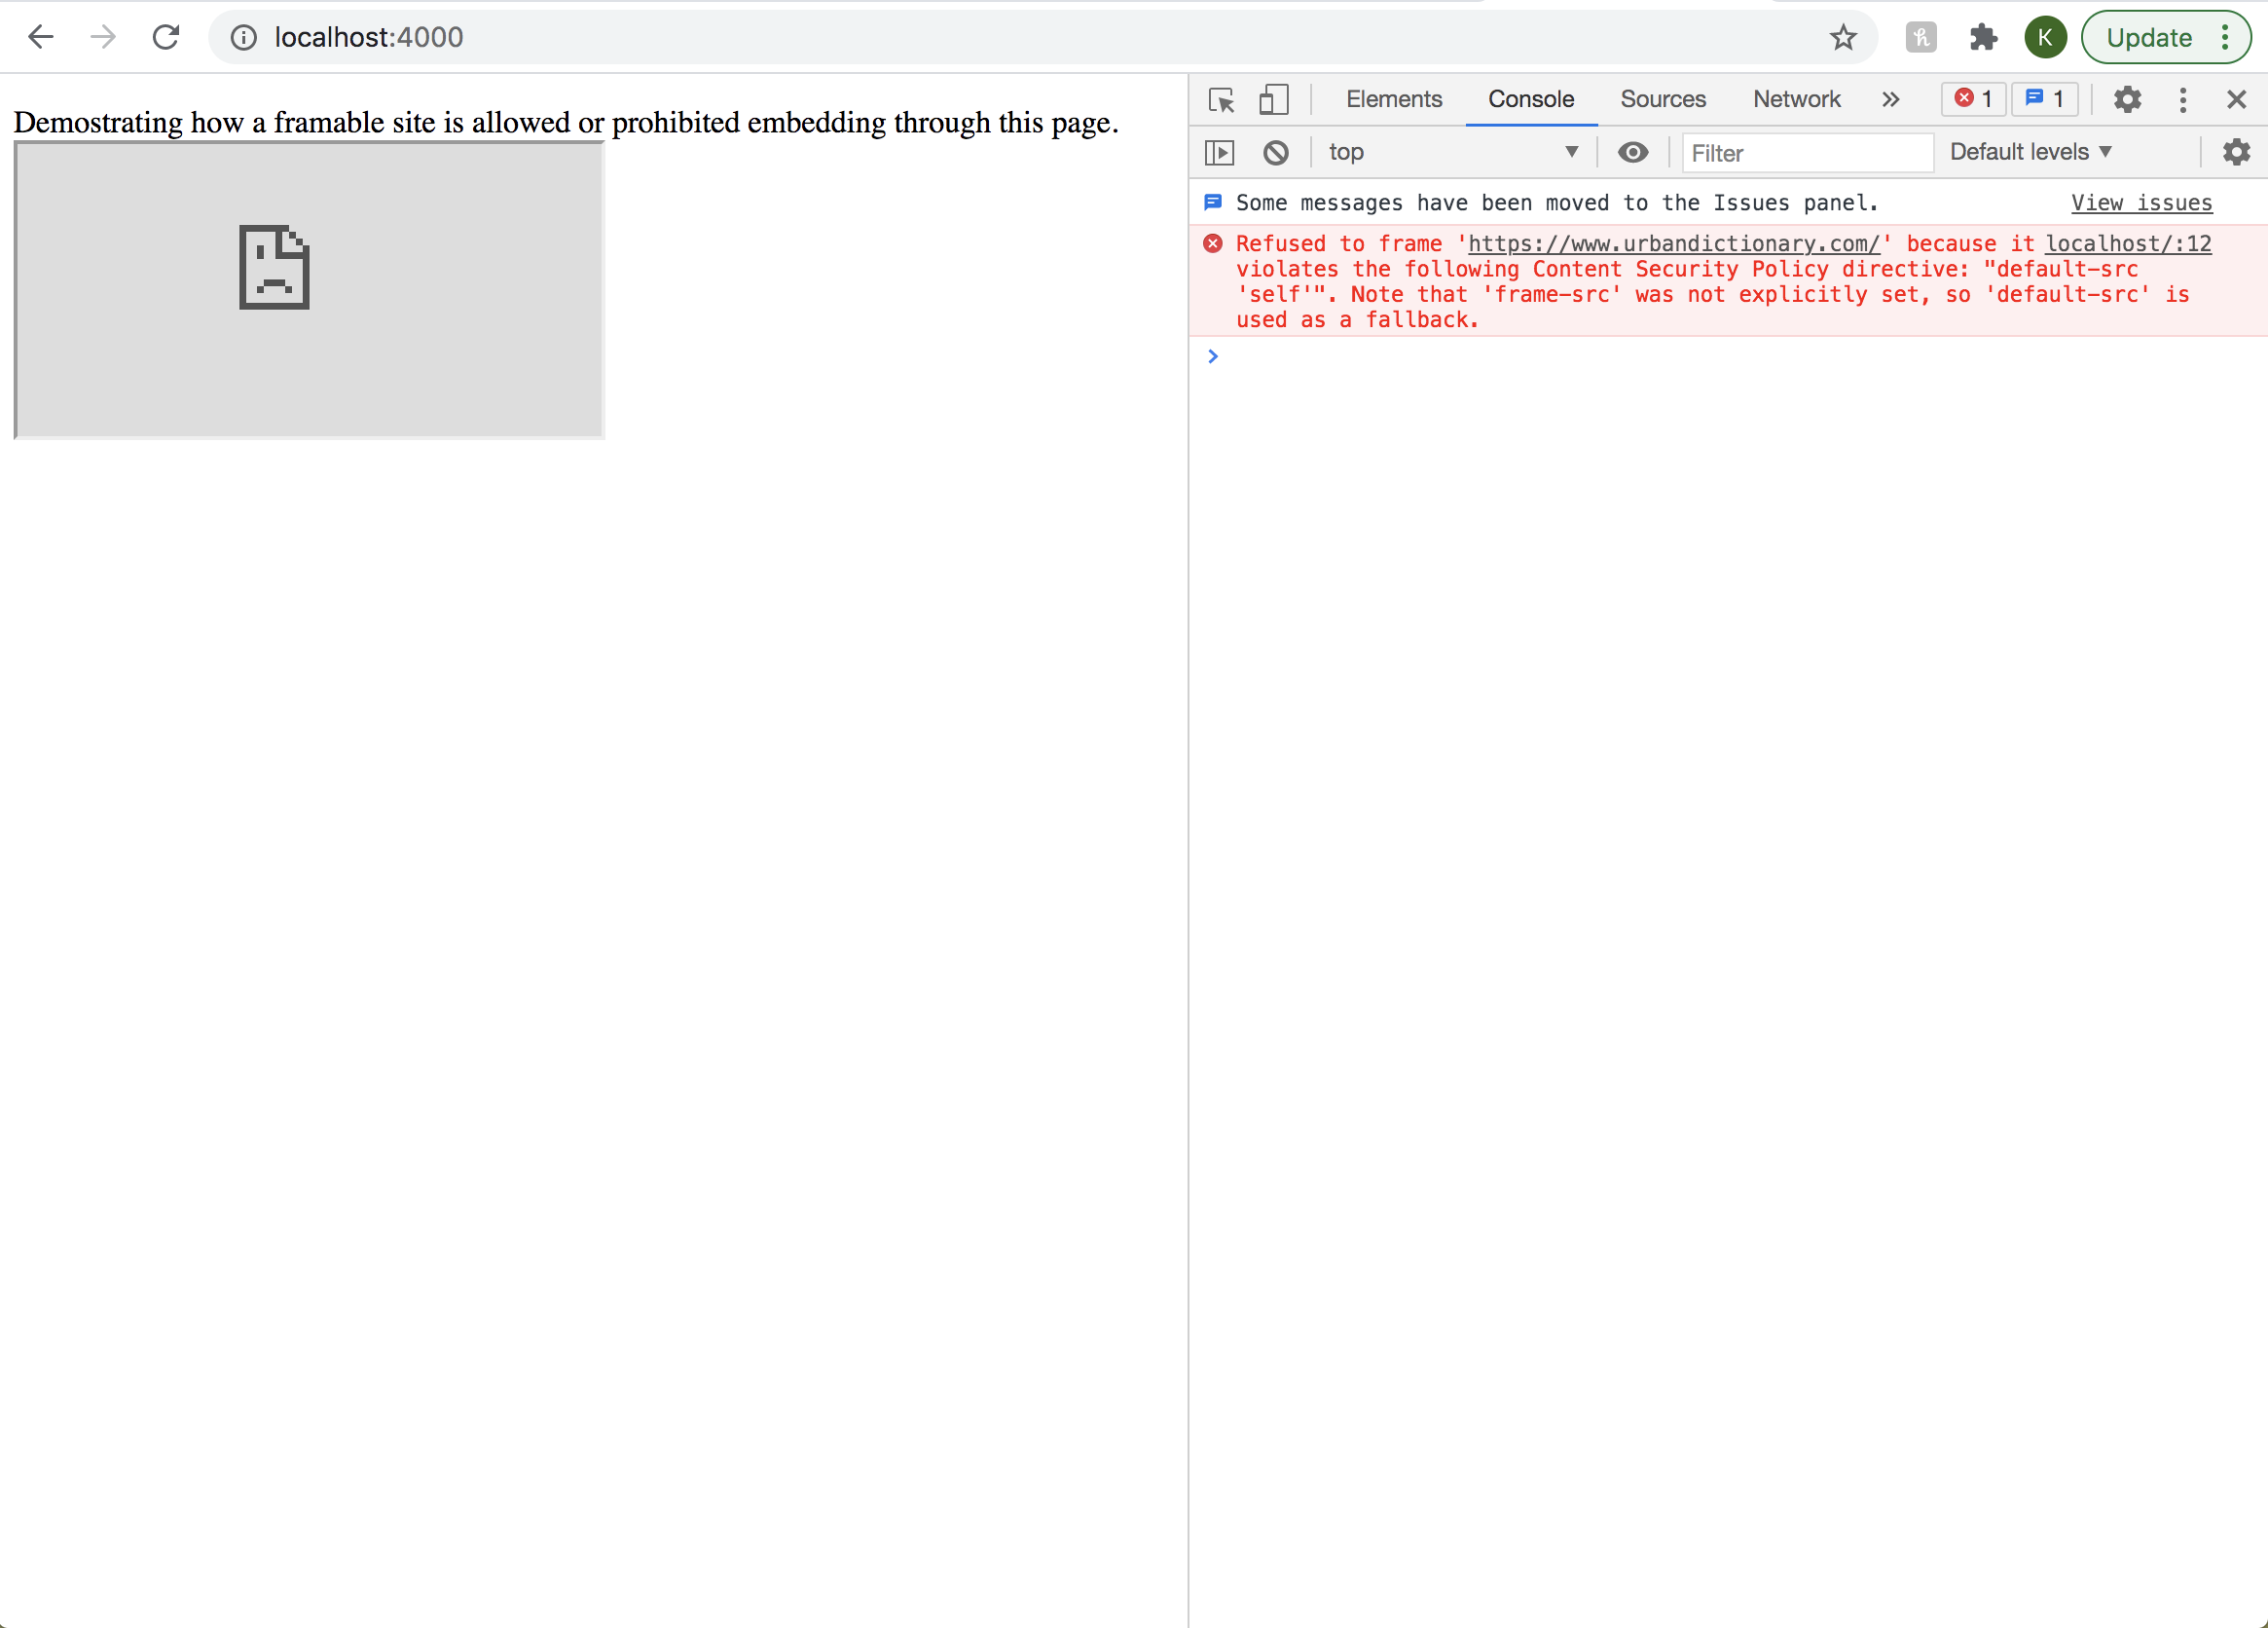 localhost:4000
K
Update
Demostrating how a framable site is allowed or prohibited embedding through this page.
Elements Console Sources Network » 1 1
top Filter Default levels
Some messages have been moved to the Issues panel. View issues
Refused to frame 'https://www.urbandictionary.com/' because it localhost/:12
violates the following Content Security Policy directive: "default-src
'self'". Note that 'frame-src' was not explicitly set, so 'default-src' is
used as a fallback.